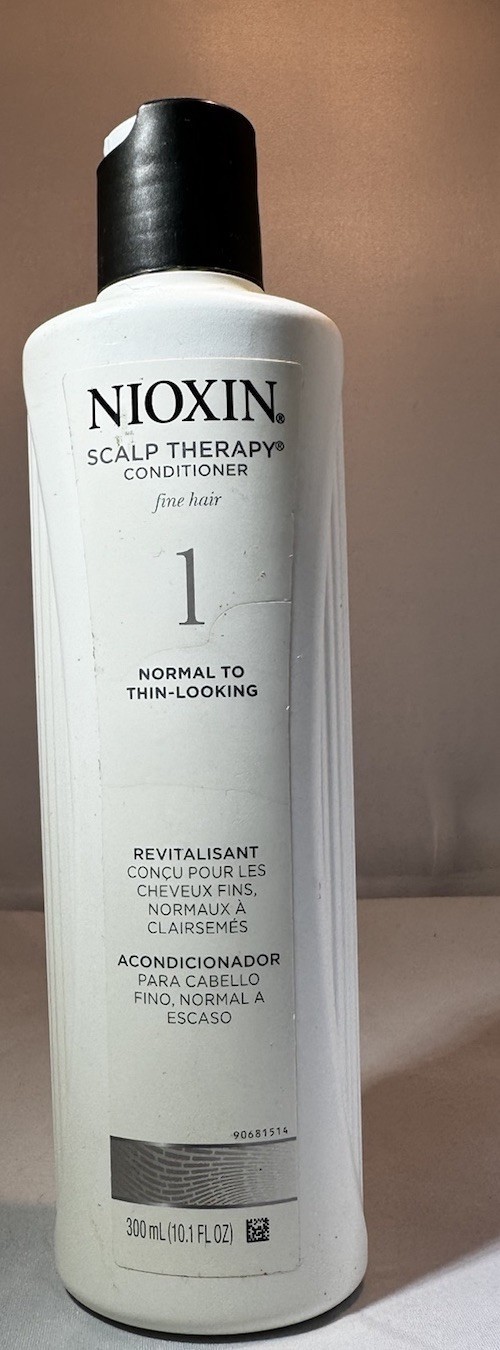 NIOXIN®
SCALP THERAPY®
CONDITIONER
fine hair
1
NORMAL TO
THIN-LOOKING
REVITALISANT
CONÇU POUR LES
CHEVEUX FINS,
NORMAUX À
CLAIRSEMÉS
ACONDICIONADOR
PARA CABELLO
FINO, NORMAL A
ESCASO
90681514
300 mL (10.1 FL OZ)